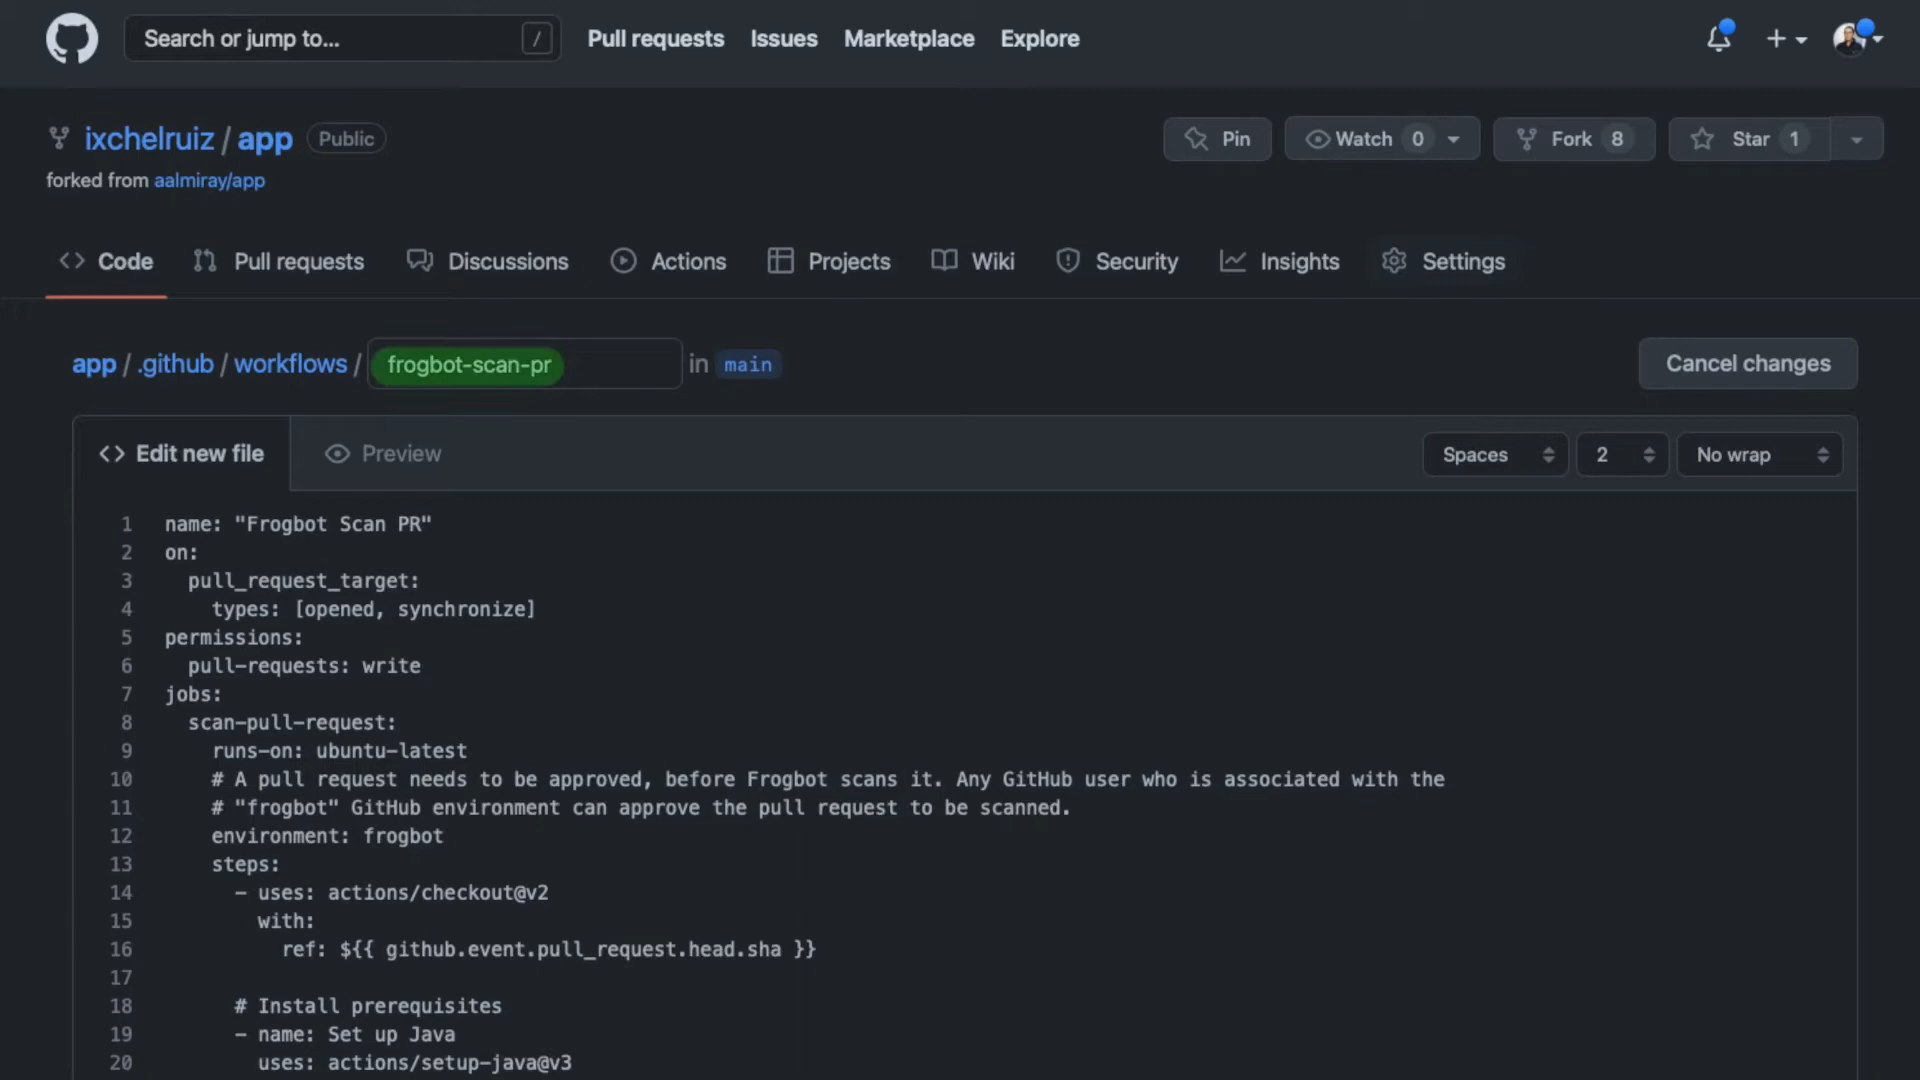 Search or jump to... / Pull requests Issues Marketplace Explore
ixchelruiz / app Public Pin Watch 0 Fork 8 Star 1
forked from aalmiray/app
Code Pull requests Discussions Actions Projects Wiki Security Insights Settings
app / .github / workflows / frogbot-scan-pr in main Cancel changes
Edit new file Preview Spaces 2 No wrap
1 name: "Frogbot Scan PR"
2 on:
3 pull_request_target:
4 types: [opened, synchronize]
5 permissions:
6 pull-requests: write
7 jobs:
8 scan-pull-request:
9 runs-on: ubuntu-latest
10 # A pull request needs to be approved, before Frogbot scans it. Any GitHub user who is associated with the
11 # "frogbot" GitHub environment can approve the pull request to be scanned.
12 environment: frogbot
13 steps:
14 - uses: actions/checkout@v2
15 with:
16 ref: ${{ github.event.pull_request.head.sha }}
17
18 # Install prerequisites
19 - name: Set up Java
20 uses: actions/setup-java@v3